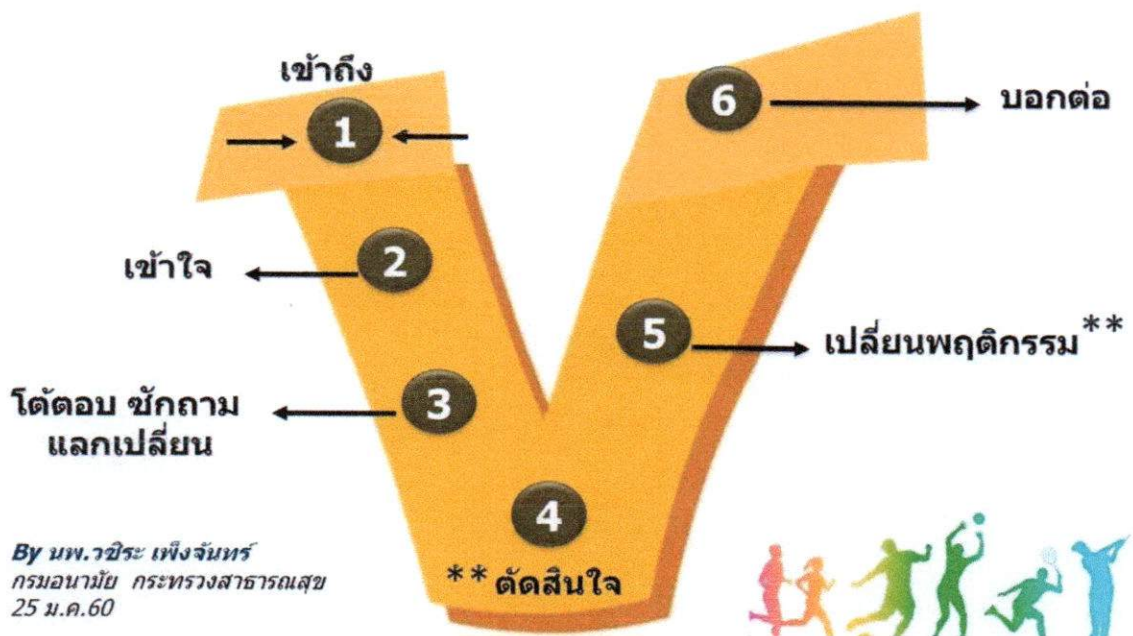 เข้าถึง
1
6
บอกต่อ
2
เข้าใจ
5
เปลี่ยนพฤติกรรม**
3
โต้ตอบ ซักถาม
แลกเปลี่ยน
4
**ตัดสินใจ
By นพ.วชิระ เพ็งจันทร์
กรมอนามัย กระทรวงสาธารณสุข
25 ม.ค.60